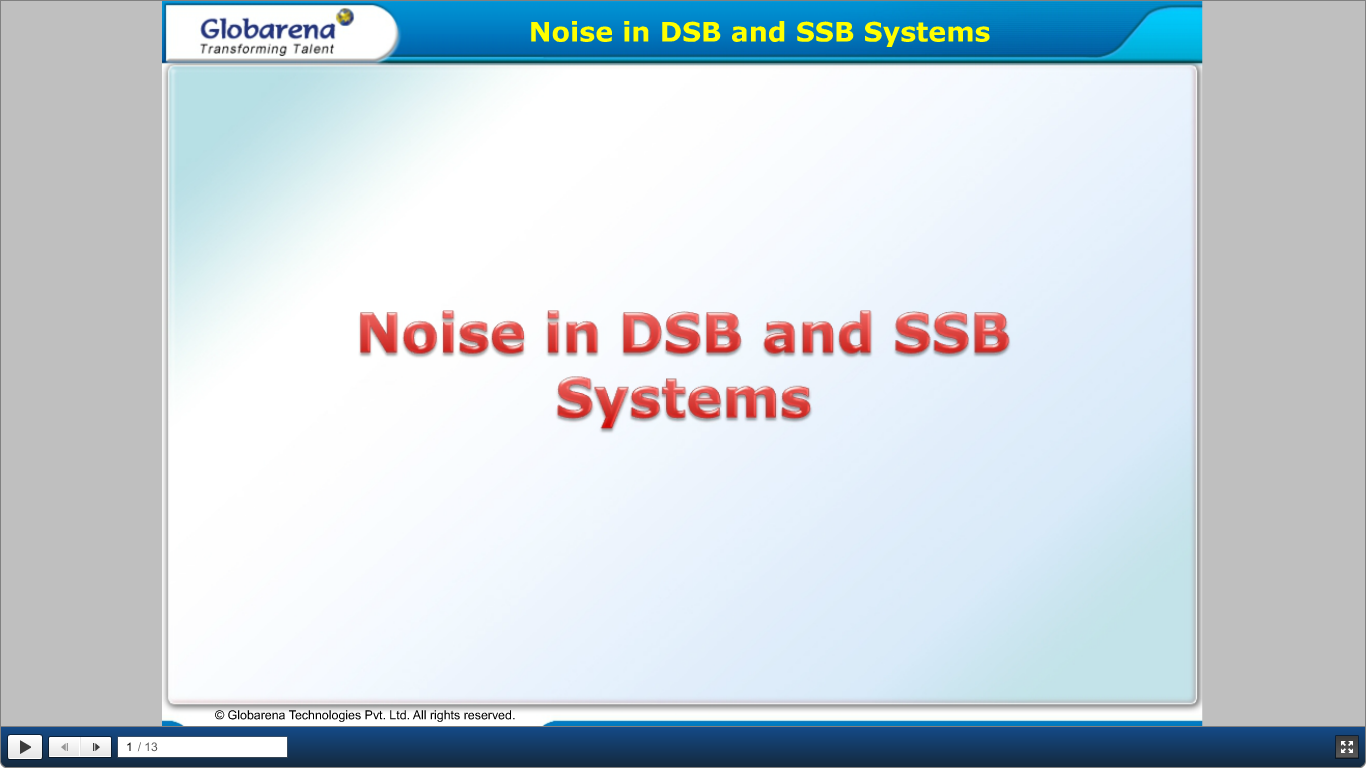 Globarena
Transforming Talent
Noise in DSB and SSB Systems
Noise in DSB and SSB
Systems
© Globarena Technologies Pvt. Ltd. All rights reserved.
1 / 13